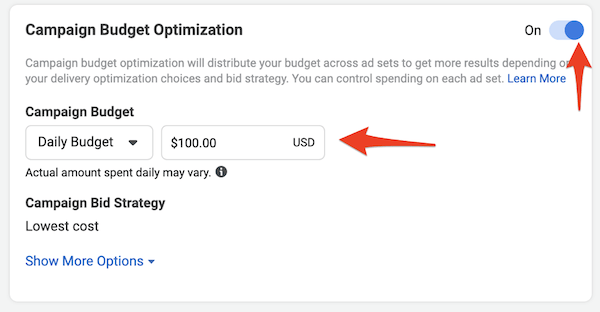 Campaign Budget Optimization On
Campaign budget optimization will distribute your budget across ad sets to get more results depending on
your delivery optimization choices and bid strategy. You can control spending on each ad set. Learn More
Campaign Budget
Daily Budget $100.00 USD
Actual amount spent daily may vary.
Campaign Bid Strategy
Lowest cost
Show More Options